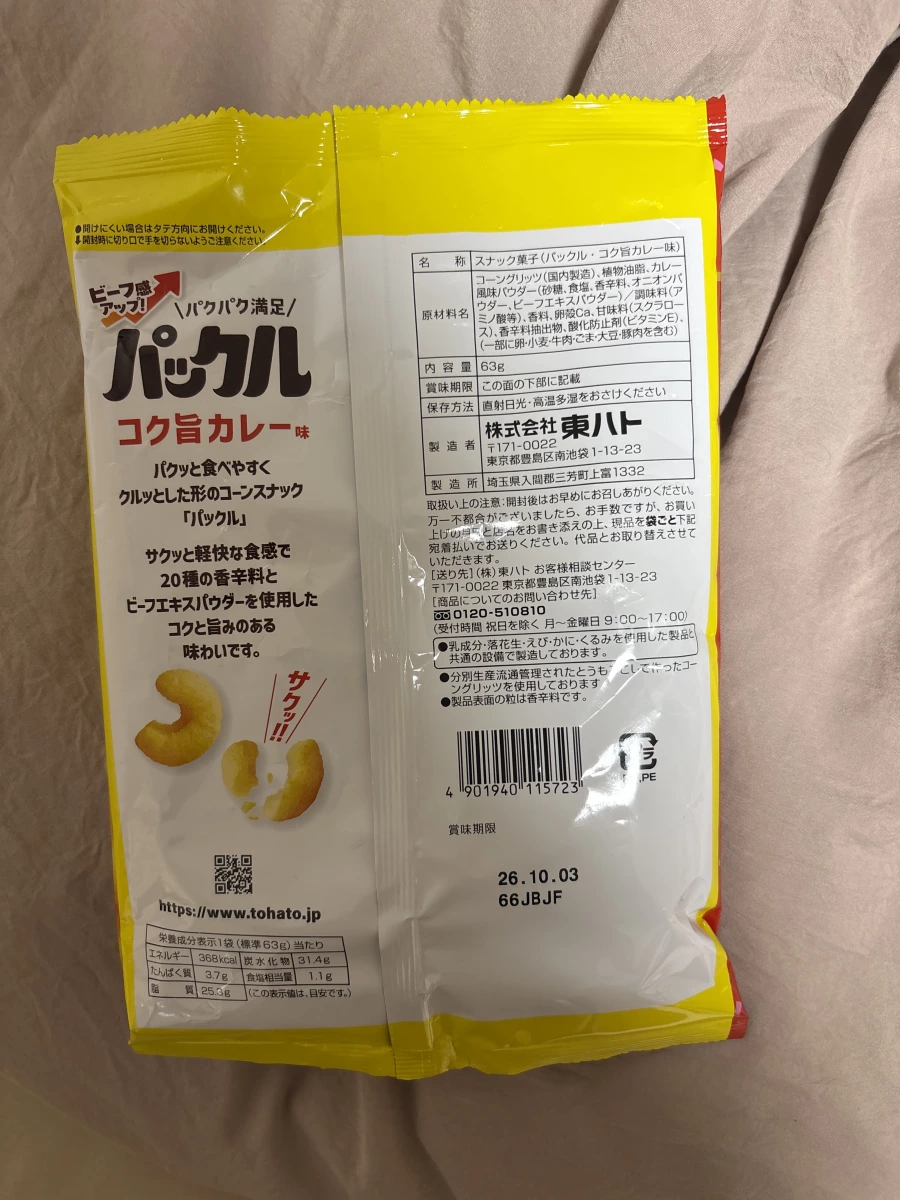 ●開けにくい場合はタテ方向にお開けください。
開封時に切り口で手を切らないようご注意ください。
ビーフ感
アップ!
パクパク満足
パックル
コク旨カレー味
パクッと食べやすく
クルッとした形のコーンスナック
「パックル」
サクッと軽快な食感で
20種の香辛料と
ビーフエキスパウダーを使用した
コクと旨みのある
味わいです。
サクッ!!
https://www.tohato.jp
栄養成分表示1袋(標準63g)当たり
エネルギー 368kcal 炭水化物 31.4g
たんぱく質 3.7g 食塩相当量 1.1g
脂質 25.3g (この表示値は、目安です。)
名称 スナック菓子(パックル・コク旨カレー味)
原材料名 コーングリッツ(国内製造)、植物油脂、カレー
風味パウダー(砂糖、食塩、香辛料、オニオンパ
ウダー、ビーフエキスパウダー)/調味料(ア
ミノ酸等)、香料、卵殻Ca、甘味料(スクラロー
ス)、香辛料抽出物、酸化防止剤(ビタミンE)、
(一部に卵・小麦・牛肉・ごま・大豆・豚肉を含む)
内容量 63g
賞味期限 この面の下部に記載
保存方法 直射日光・高温多湿をおさけください
製造者 株式会社東ハト
〒171-0022
東京都豊島区南池袋1-13-23
製造所 埼玉県入間郡三芳町上富1332
取扱い上の注意:開封後はお早めにお召しあがりください。
万一不都合がございましたら、お手数ですが、お買い
上げの月日と店名をお書き添えの上、現品を袋ごと下記
宛着払いでお送りください。代品とお取り替えさせて
いただきます。
[送り先](株)東ハト お客様相談センター
〒171-0022 東京都豊島区南池袋1-13-23
[商品についてのお問い合わせ先]
0120-510810
(受付時間 祝日を除く 月〜金曜日 9:00〜17:00)
●乳成分・落花生・えび・かに・くるみを使用した製品と
共通の設備で製造しております。
●分別生産流通管理されたとうもろこしで作ったコー
ングリッツを使用しております。
●製品表面の粒は香辛料です。
4 901940 115723
プラ
PE
賞味期限
26.10.03
66JBJF